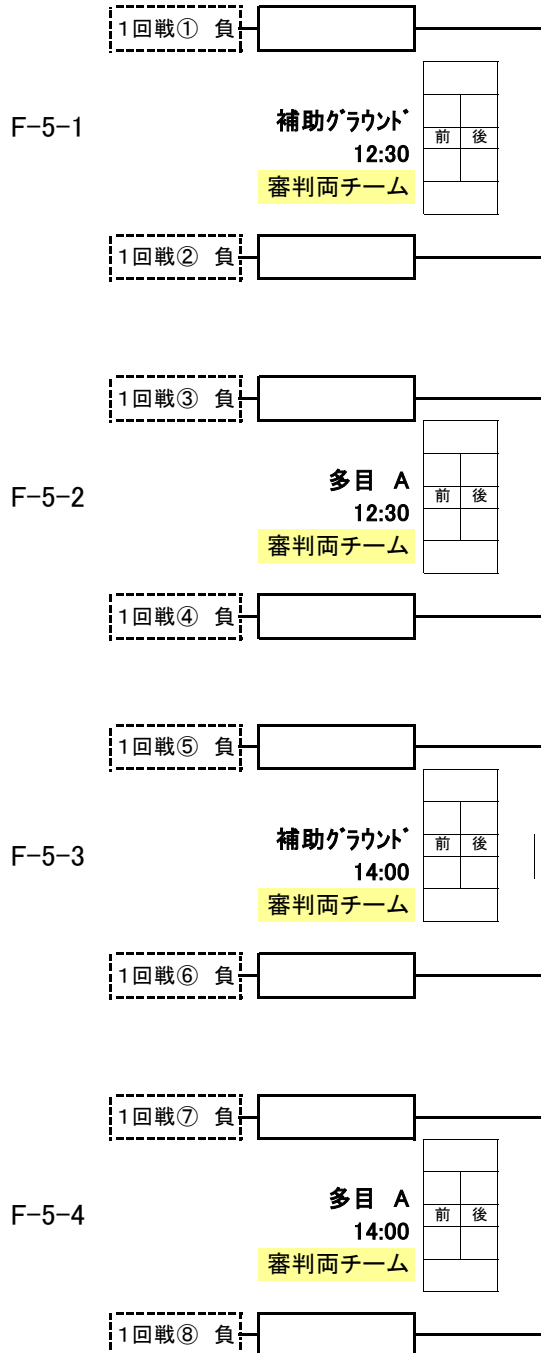 1回戦① 負
F-5-1
補助グラウンド
12:30
審判両チーム
前 後
1回戦② 負
1回戦③ 負
F-5-2
多目 A
12:30
審判両チーム
前 後
1回戦④ 負
1回戦⑤ 負
F-5-3
補助グラウンド
14:00
審判両チーム
前 後
1回戦⑥ 負
1回戦⑦ 負
F-5-4
多目 A
14:00
審判両チーム
前 後
1回戦⑧ 負